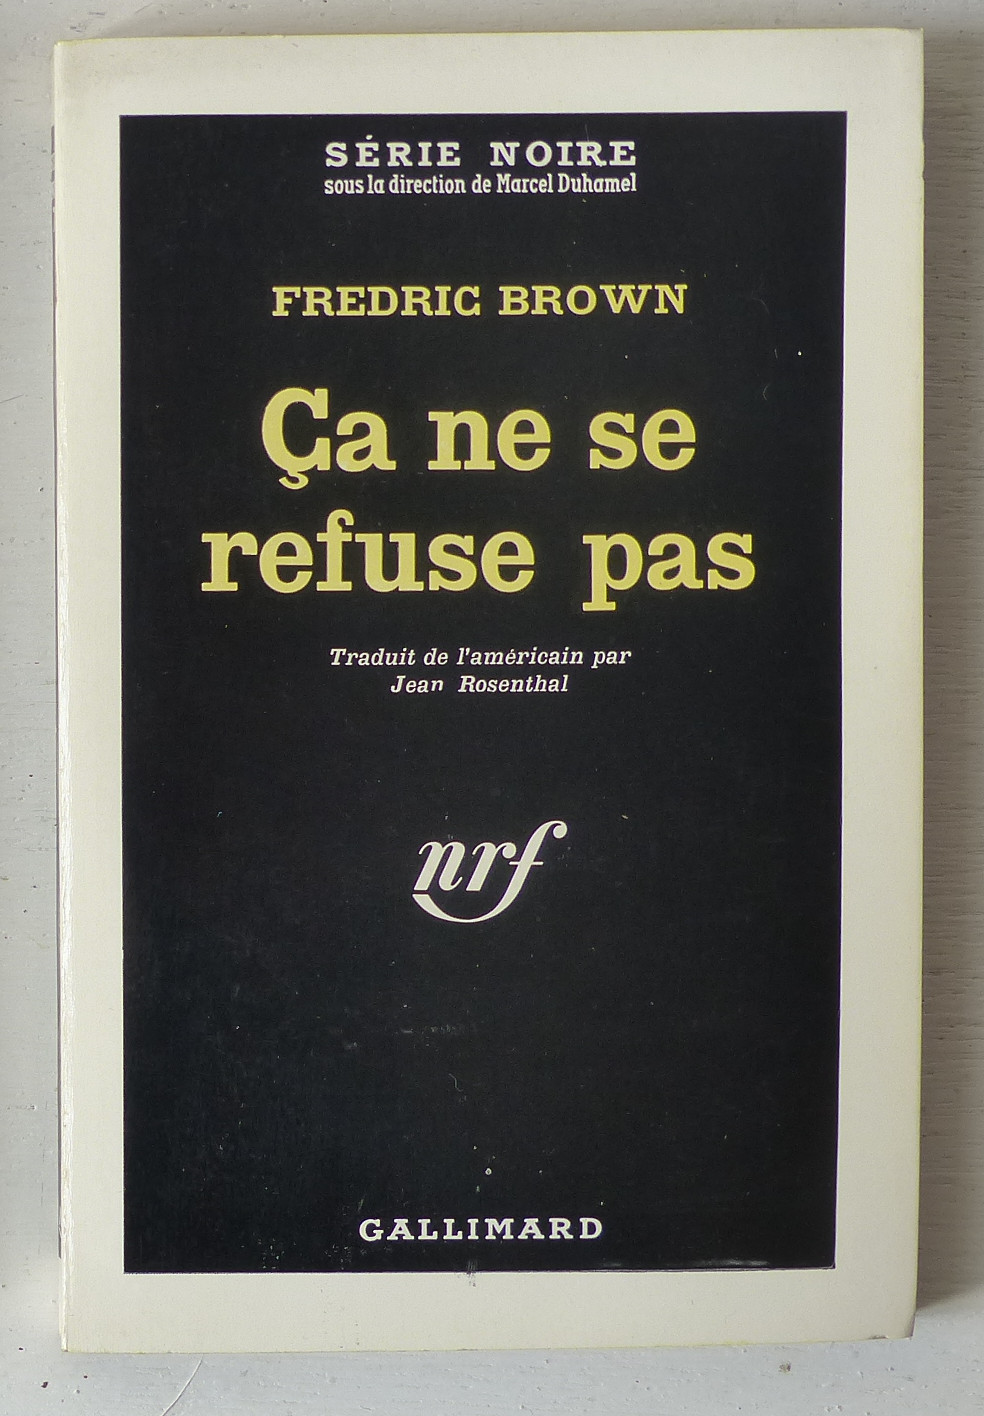 SÉRIE NOIRE
sous la direction de Marcel Duhamel
FREDRIC BROWN
Ça ne se
refuse pas
Traduit de l'américain par
Jean Rosenthal
nrf
GALLIMARD